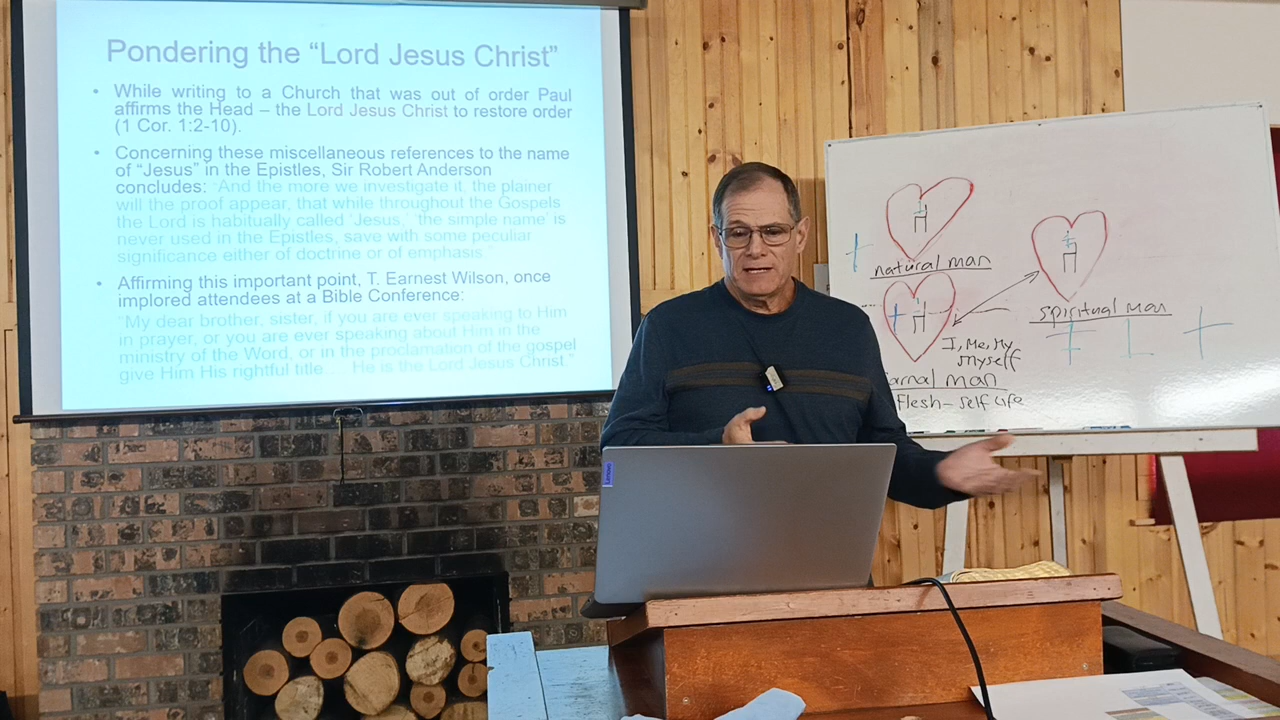 Pondering the “Lord Jesus Christ”
• While writing to a Church that was out of order Paul
affirms the Head – the Lord Jesus Christ to restore order
(1 Cor. 1:2-10).
• Concerning these miscellaneous references to the name
of “Jesus” in the Epistles, Sir Robert Anderson
concludes: “And the more we investigate it, the plainer
will the proof appear, that while throughout the Gospels
the Lord is habitually called ‘Jesus,’ ‘the simple name’ is
never used in the Epistles, save with some peculiar
significance either of doctrine or of emphasis
• Affirming this important point, T. Earnest Wilson, once
implored attendees at a Bible Conference:
“My dear brother, sister, if you are ever speaking to Him
in prayer, or you are ever speaking about Him in the
ministry of the Word, or in the proclamation of the gospel
give Him His rightful title... He is the Lord Jesus Christ.”
natural man
spiritual man
I, Me, My
Myself
arnal man
Flesh - self life
Lenovo